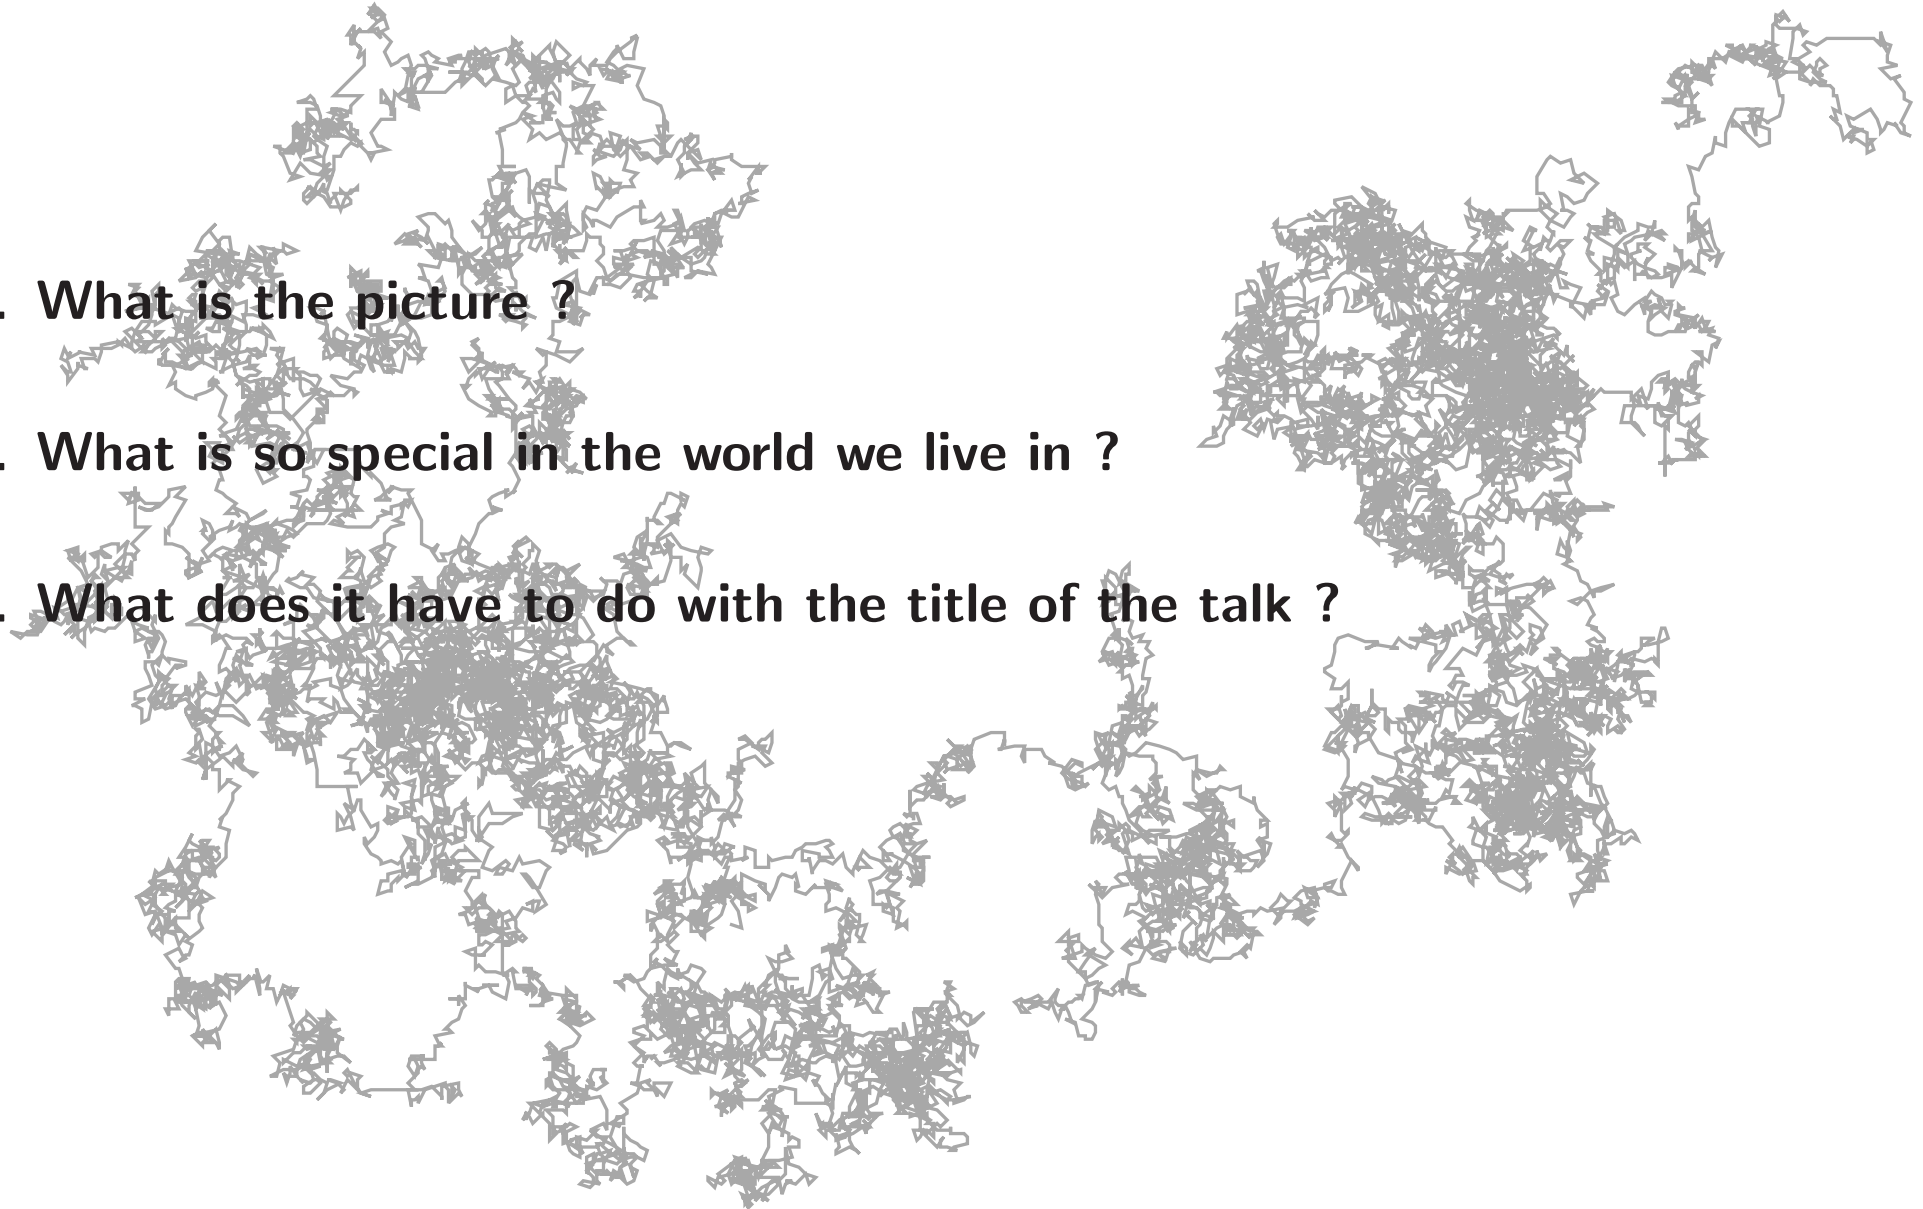 . What is the picture ?
. What is so special in the world we live in ?
. What does it have to do with the title of the talk ?